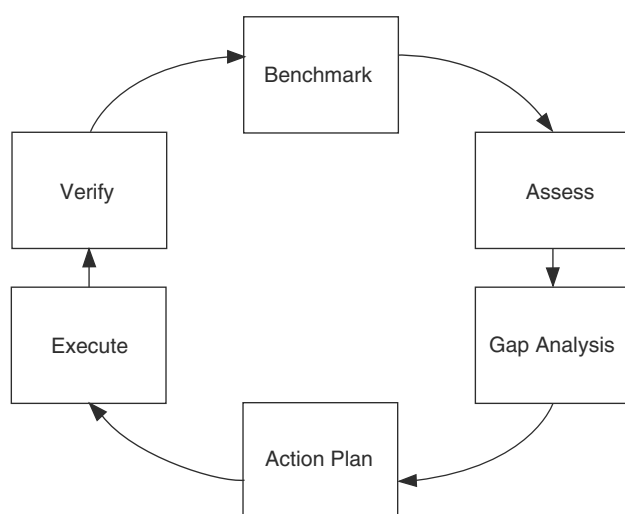 Benchmark
Assess
Gap Analysis
Action Plan
Execute
Verify